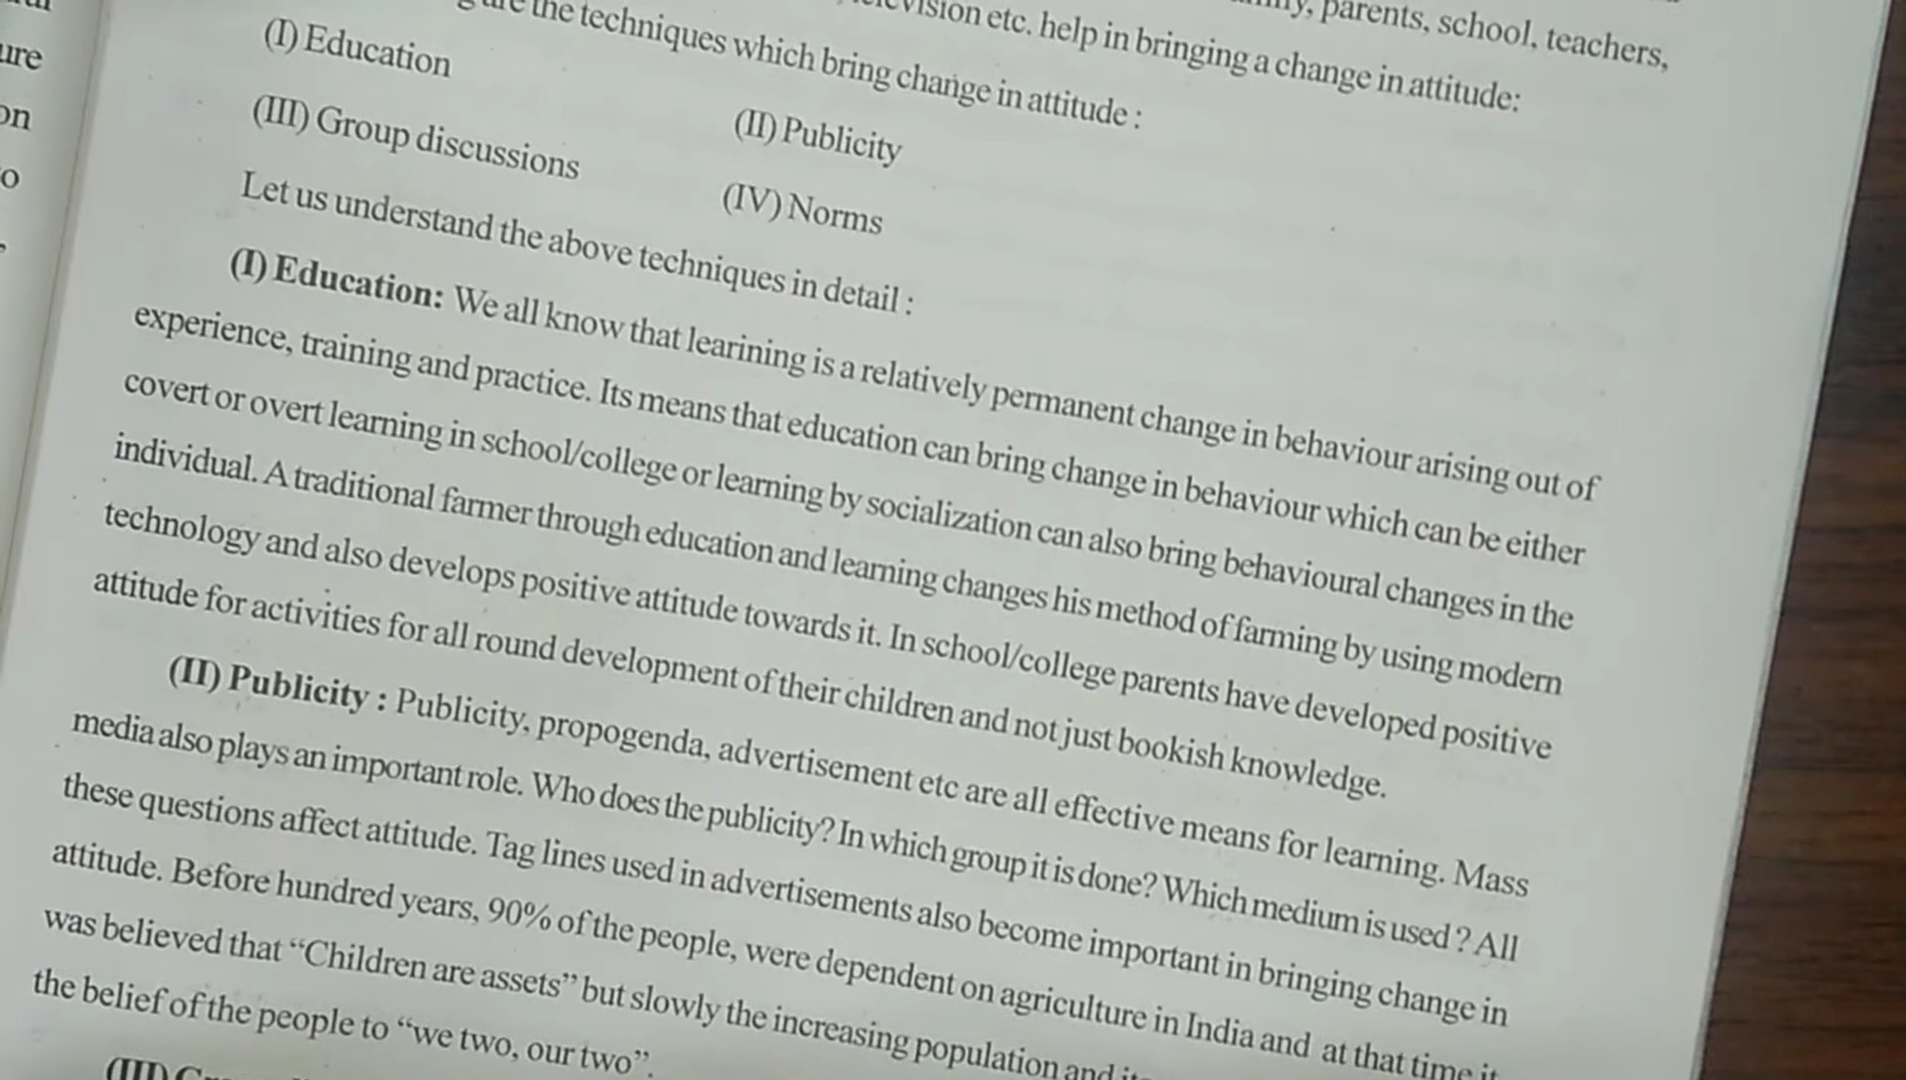 ure
on
o
parents, school, teachers,
etc. help in bringing a change in attitude:
the techniques which bring change in attitude :
(I) Education
(II) Publicity
(III) Group discussions
(IV) Norms
Let us understand the above techniques in detail :
(I) Education: We all know that learining is a relatively permanent change in behaviour arising out of
experience, training and practice. Its means that education can bring change in behaviour which can be either
covert or overt learning in school/college or learning by socialization can also bring behavioural changes in the
individual. A traditional farmer through education and learning changes his method of farming by using modern
technology and also develops positive attitude towards it. In school/college parents have developed positive
attitude for activities for all round development of their children and not just bookish knowledge.
(II) Publicity : Publicity, propogenda, advertisement etc are all effective means for learning. Mass
media also plays an important role. Who does the publicity? In which group it is done? Which medium is used ? All
these questions affect attitude. Tag lines used in advertisements also become important in bringing change in
attitude. Before hundred years, 90% of the people, were dependent on agriculture in India and at that time it
was believed that “Children are assets” but slowly the increasing population and
the belief of the people to “we two, our two”.
(III)